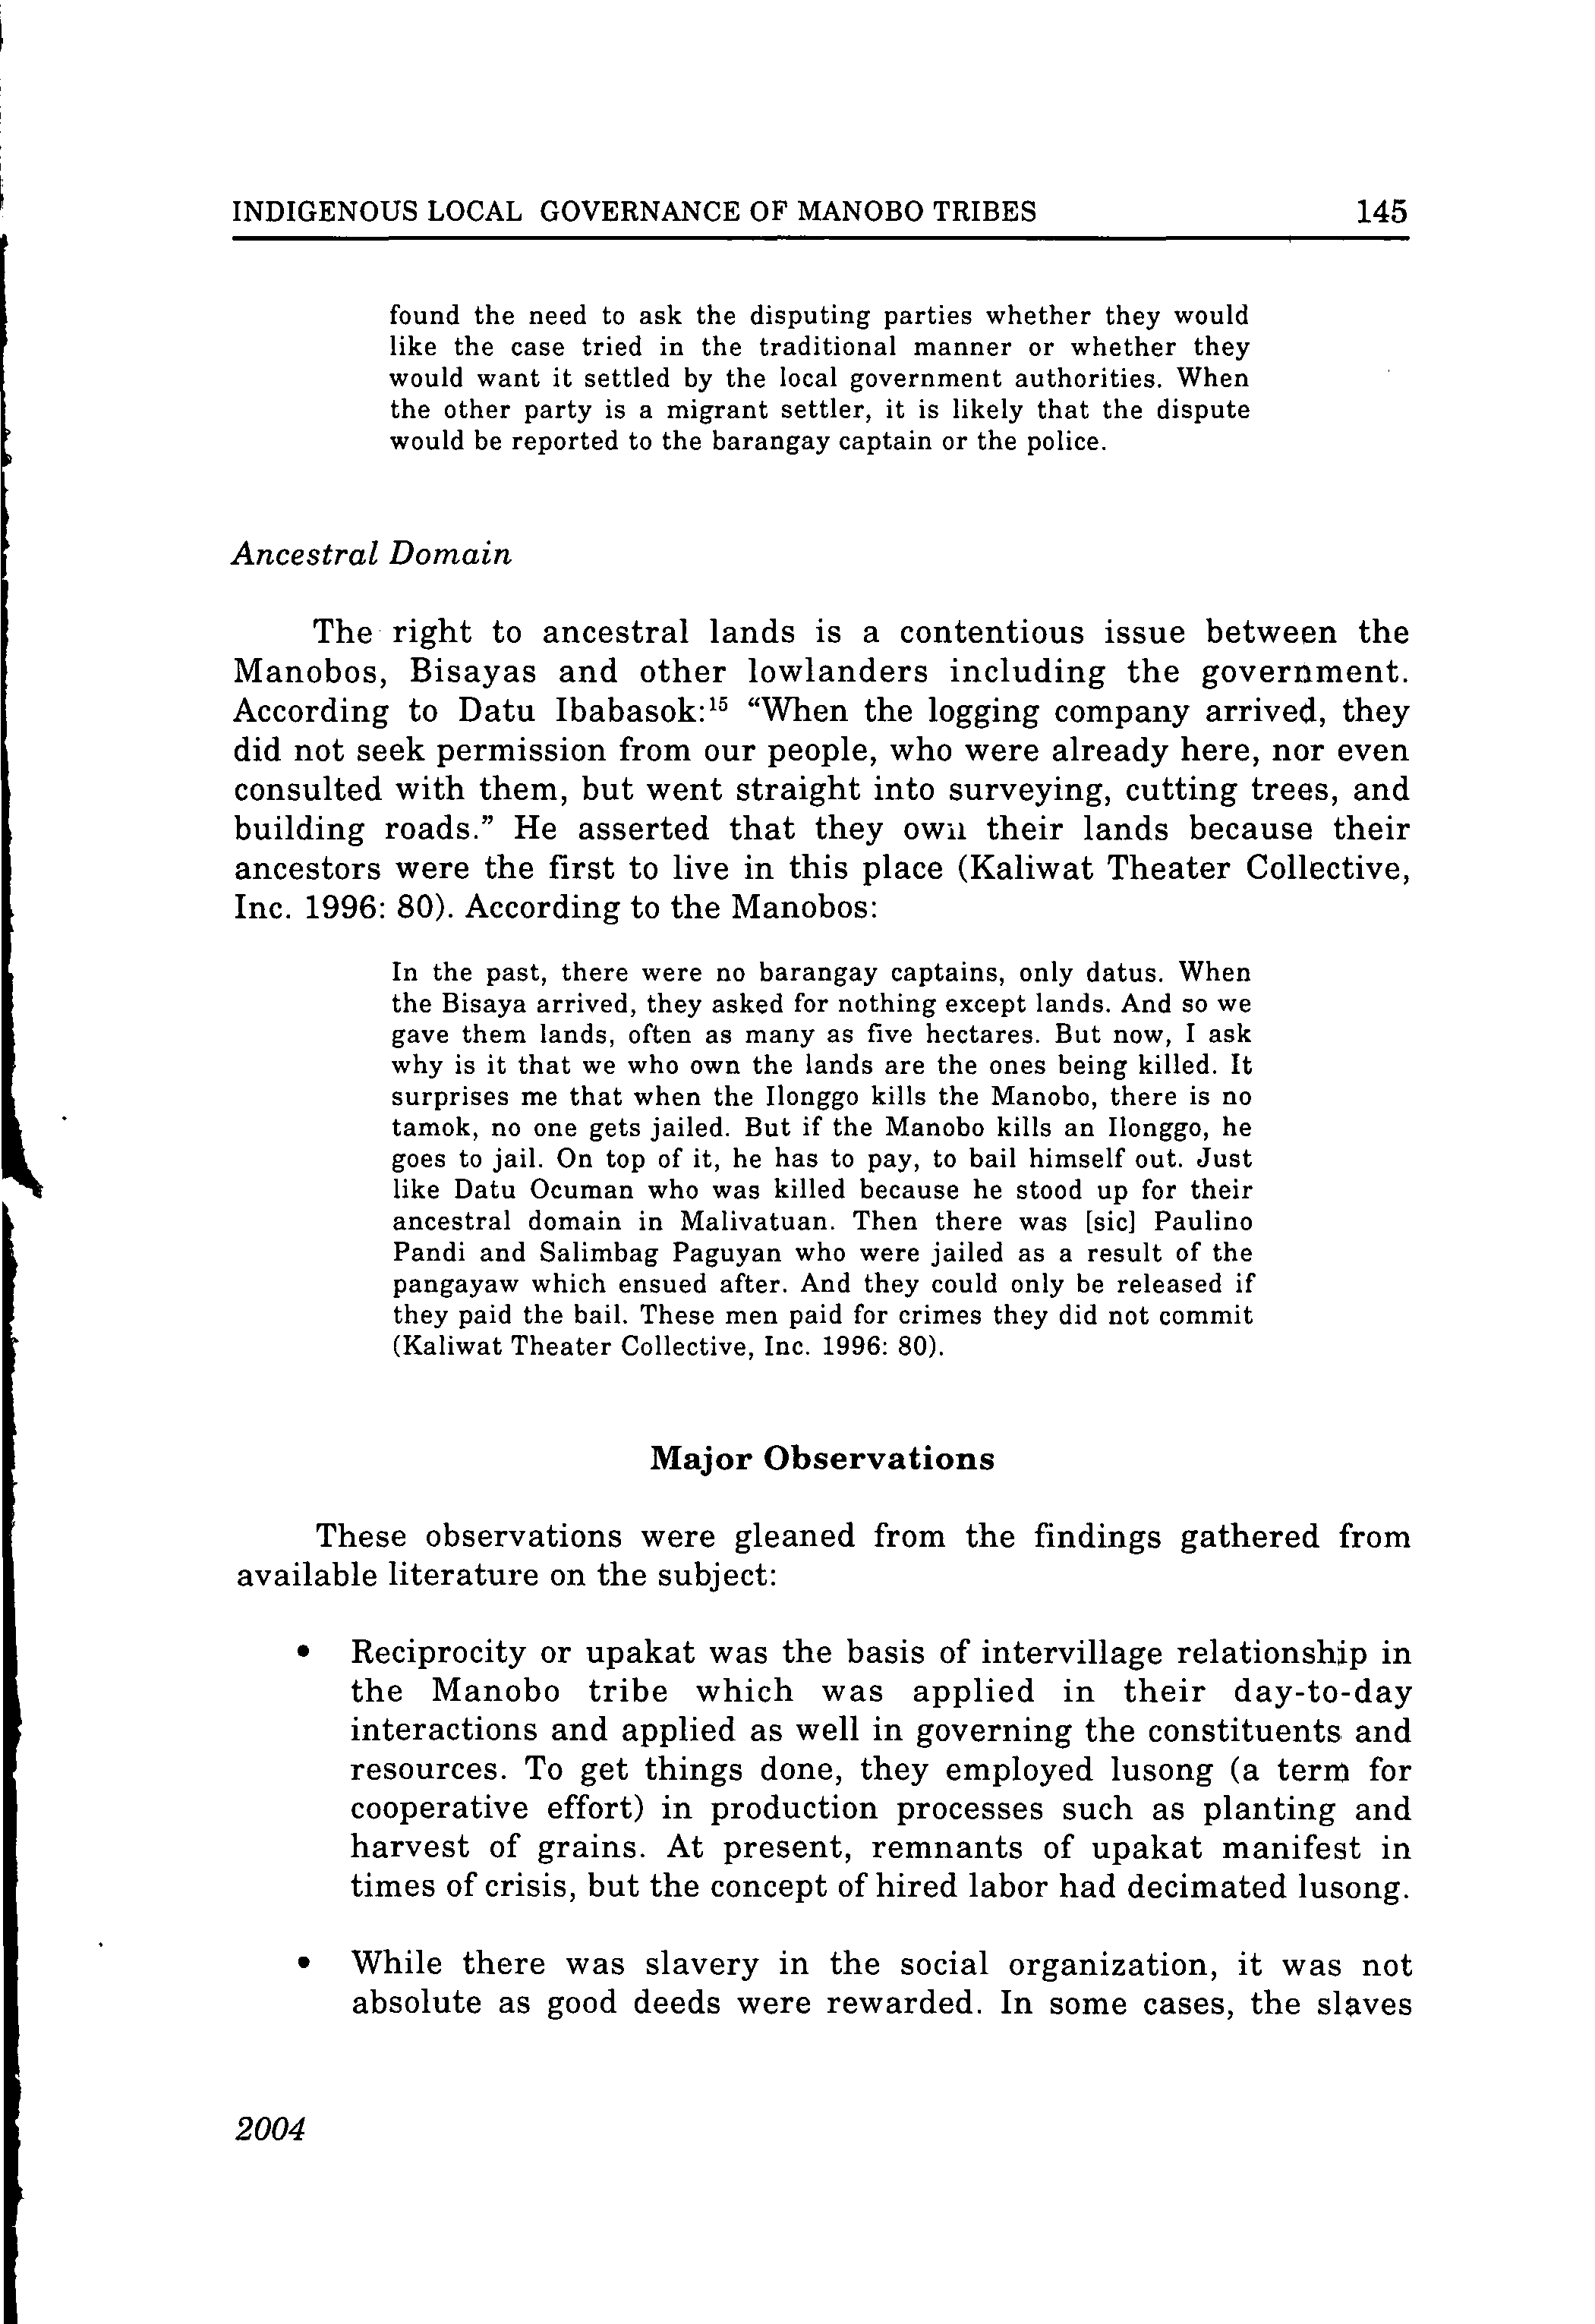 INDIGENOUS LOCAL GOVERNANCE OF MANOBO TRIBES 145
found the need to ask the disputing parties whether they would
like the case tried in the traditional manner or whether they
would want it settled by the local government authorities. When
the other party is a migrant settler, it is likely that the dispute
would be reported to the barangay captain or the police.
Ancestral Domain
The right to ancestral lands is a contentious issue between the
Manobos, Bisayas and other lowlanders including the government.
According to Datu Ibabasok:¹⁵ “When the logging company arrived, they
did not seek permission from our people, who were already here, nor even
consulted with them, but went straight into surveying, cutting trees, and
building roads.” He asserted that they own their lands because their
ancestors were the first to live in this place (Kaliwat Theater Collective,
Inc. 1996: 80). According to the Manobos:
In the past, there were no barangay captains, only datus. When
the Bisaya arrived, they asked for nothing except lands. And so we
gave them lands, often as many as five hectares. But now, I ask
why is it that we who own the lands are the ones being killed. It
surprises me that when the Ilonggo kills the Manobo, there is no
tamok, no one gets jailed. But if the Manobo kills an Ilonggo, he
goes to jail. On top of it, he has to pay, to bail himself out. Just
like Datu Ocuman who was killed because he stood up for their
ancestral domain in Malivatuan. Then there was [sic] Paulino
Pandi and Salimbag Paguyan who were jailed as a result of the
pangayaw which ensued after. And they could only be released if
they paid the bail. These men paid for crimes they did not commit
(Kaliwat Theater Collective, Inc. 1996: 80).
Major Observations
These observations were gleaned from the findings gathered from
available literature on the subject:
• Reciprocity or upakat was the basis of intervillage relationship in
the Manobo tribe which was applied in their day-to-day
interactions and applied as well in governing the constituents and
resources. To get things done, they employed lusong (a term for
cooperative effort) in production processes such as planting and
harvest of grains. At present, remnants of upakat manifest in
times of crisis, but the concept of hired labor had decimated lusong.
• While there was slavery in the social organization, it was not
absolute as good deeds were rewarded. In some cases, the slaves
2004